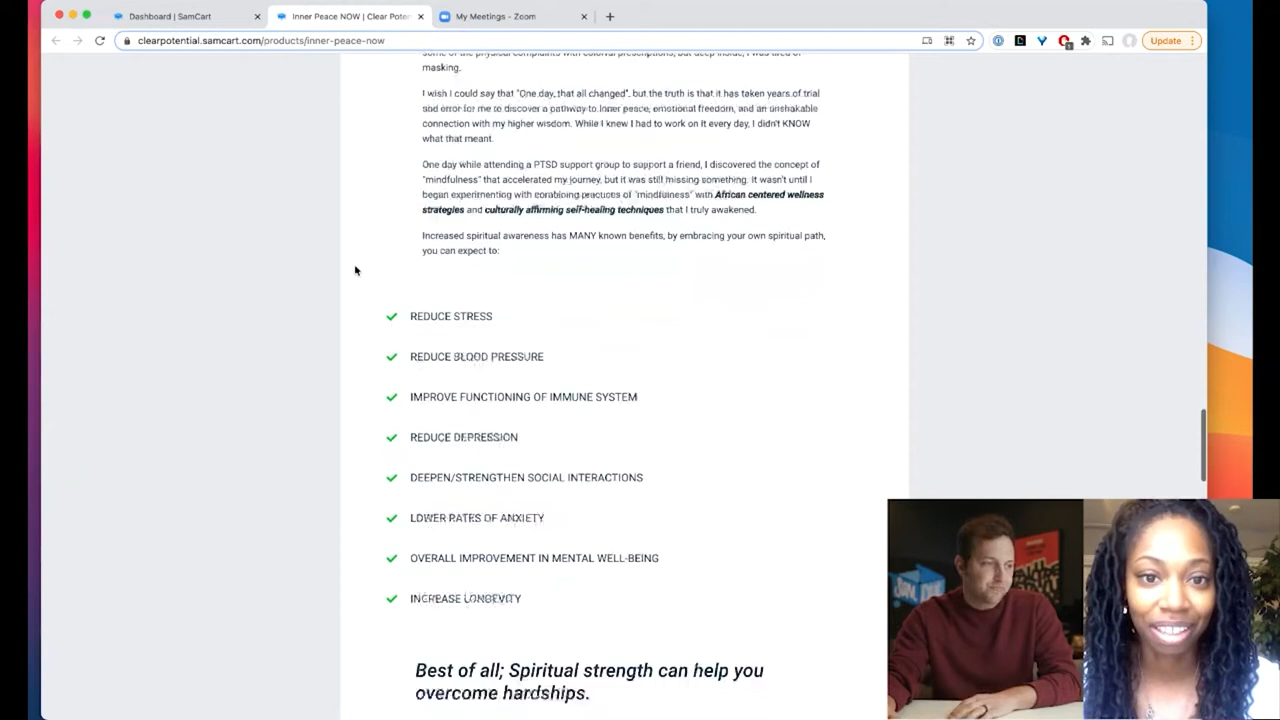 Dashboard | SamCart
Inner Peace NOW | Clear Poten
My Meetings - Zoom
clearpotential.samcart.com/products/inner-peace-now
Update
masking.
I wish I could say that "One day, that all changed", but the truth is that it has taken years of trial
and error for me to discover a pathway to inner peace, emotional freedom, and an unshakable
connection with my higher wisdom. While I knew I had to work on it every day, I didn't KNOW
what that meant.
One day while attending a PTSD support group to support a friend, I discovered the concept of
"mindfulness" that accelerated my journey, but it was still missing something. It wasn't until I
began experimenting with combining practices of "mindfulness" with African centered wellness
strategies and culturally affirming self-healing techniques that I truly awakened.
Increased spiritual awareness has MANY known benefits, by embracing your own spiritual path,
you can expect to:
REDUCE STRESS
REDUCE BLOOD PRESSURE
IMPROVE FUNCTIONING OF IMMUNE SYSTEM
REDUCE DEPRESSION
DEEPEN/STRENGTHEN SOCIAL INTERACTIONS
LOWER RATES OF ANXIETY
OVERALL IMPROVEMENT IN MENTAL WELL-BEING
INCREASE LONGEVITY
Best of all; Spiritual strength can help you
overcome hardships.